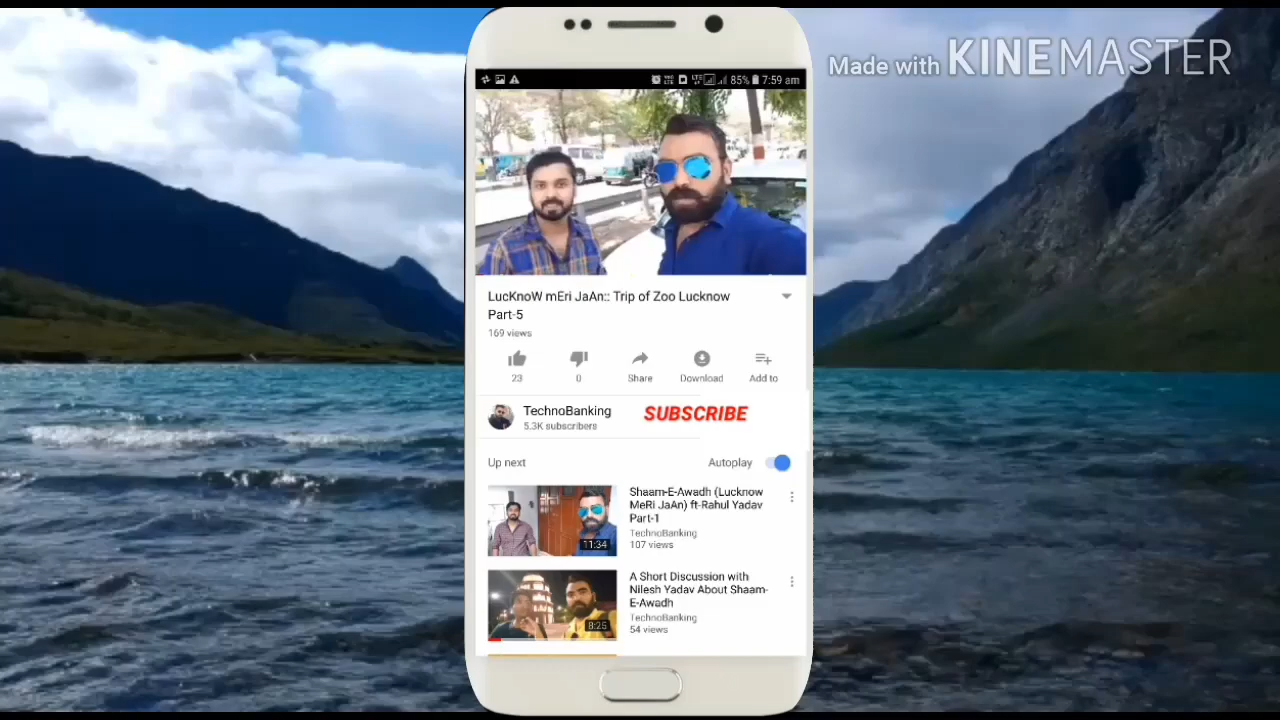 Made with KINEMASTER
85% 7:59 am
LucKnoW mEri JaAn:: Trip of Zoo Lucknow
Part-5
169 views
23
0
Share
Download
Add to
TechnoBanking
5.3K subscribers
SUBSCRIBE
Up next
Autoplay
Shaam-E-Awadh (Lucknow
MeRi JaAn) ft-Rahul Yadav
Part-1
TechnoBanking
107 views
11:34
A Short Discussion with
Nilesh Yadav About Shaam-
E-Awadh
TechnoBanking
54 views
8:25